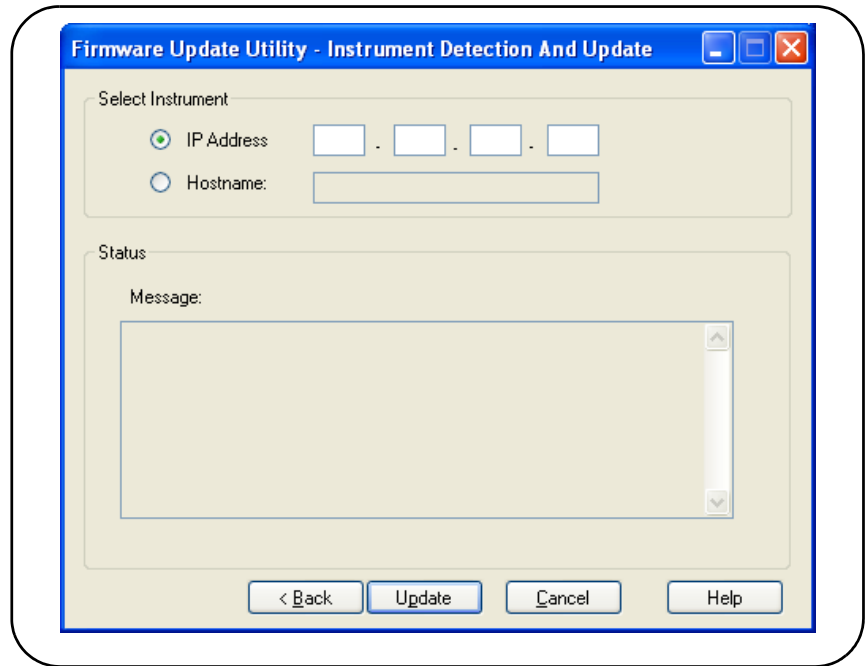 Firmware Update Utility - Instrument Detection And Update
Select Instrument
IP Address . . .
Hostname:
Status
Message:
< Back Update Cancel Help